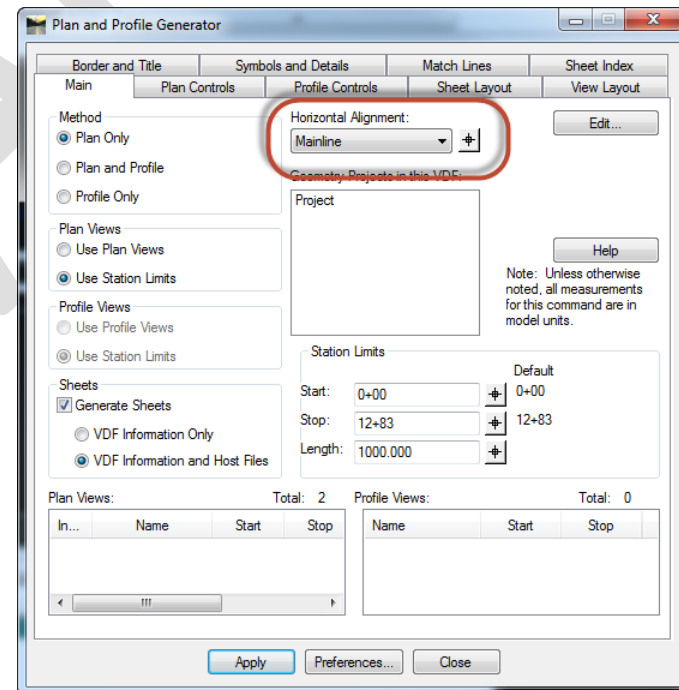 Plan and Profile Generator
Border and Title
Symbols and Details
Match Lines
Sheet Index
Main
Plan Controls
Profile Controls
Sheet Layout
View Layout
Method
Plan Only
Plan and Profile
Profile Only
Horizontal Alignment:
Mainline
Edit...
Geometry Projects in this VDF:
Project
Plan Views
Use Plan Views
Use Station Limits
Help
Note: Unless otherwise
noted, all measurements
for this command are in
model units.
Profile Views
Use Profile Views
Use Station Limits
Station Limits
Default
Start: 0+00 0+00
Stop: 12+83 12+83
Length: 1000.000
Sheets
Generate Sheets
VDF Information Only
VDF Information and Host Files
Plan Views: Total: 2
In... Name Start Stop
Profile Views: Total: 0
Name Start Stop
Apply
Preferences...
Close